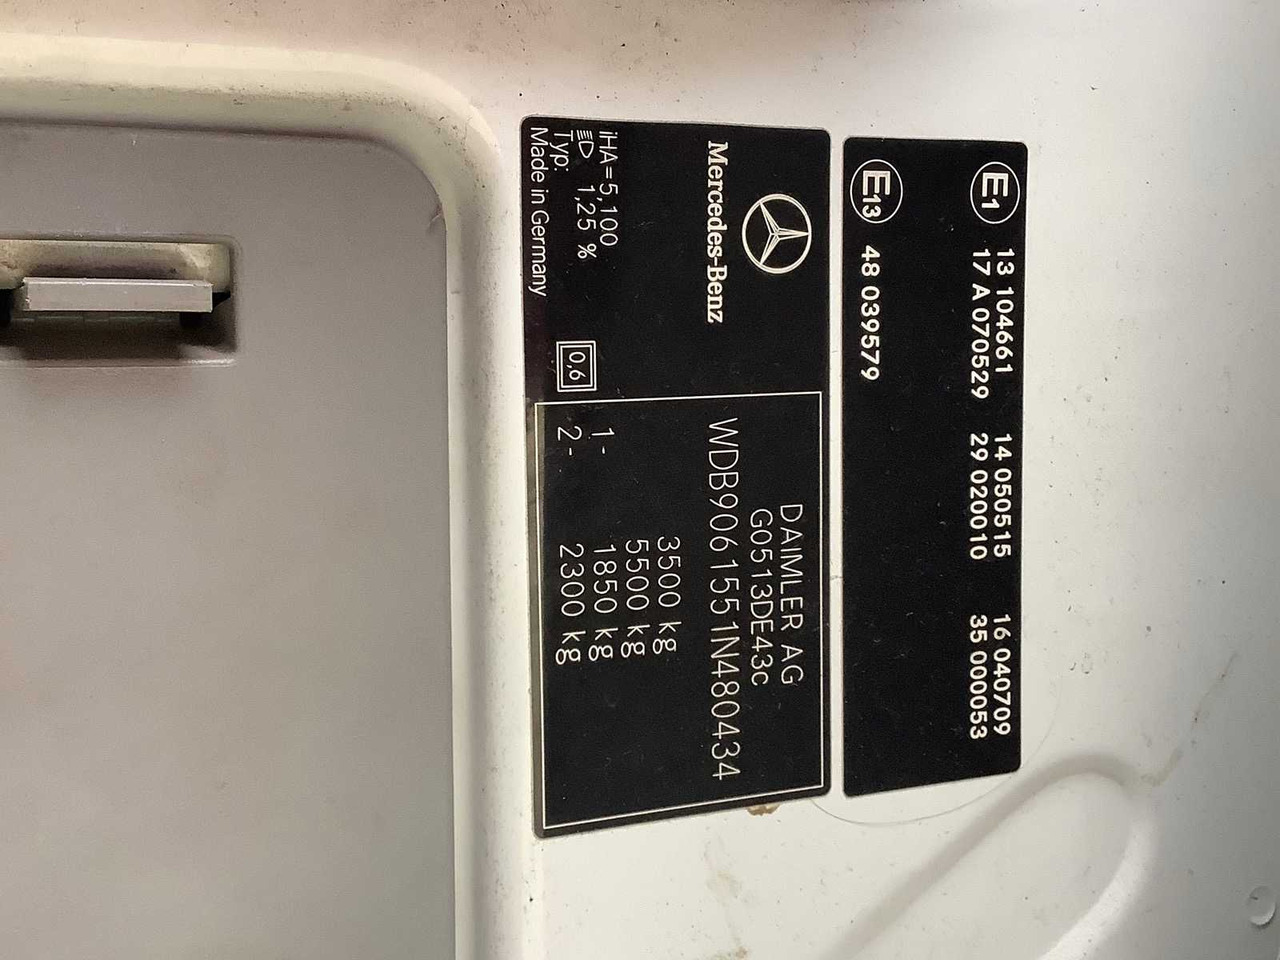 E1 13 104661 14 050515 16 040709
17 A 070529 29 020010 35 000053
E13 48 039579
Mercedes-Benz
DAIMLER AG
G0513DE43c
WDB9061551N480434
3500 kg
5500 kg
1- 1850 kg
2- 2300 kg
iHA=5,100
1,25 %
Typ:
Made in Germany
0,6